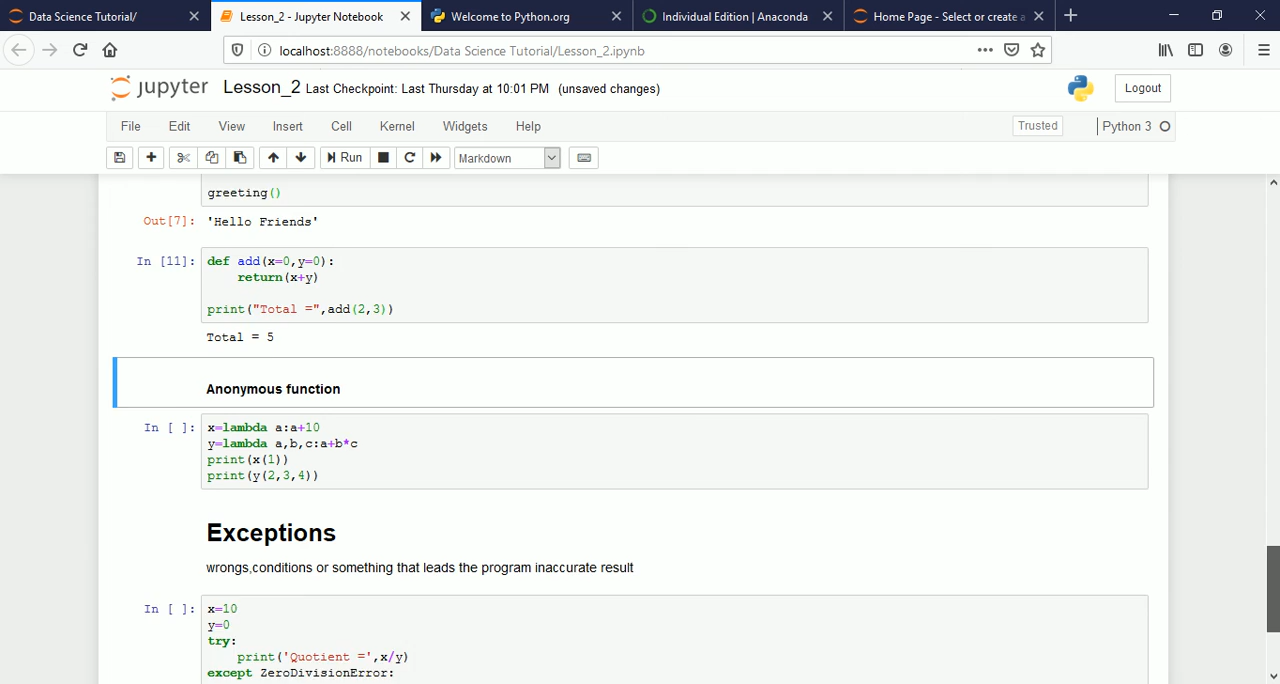 Data Science Tutorial/
Lesson_2 - Jupyter Notebook
Welcome to Python.org
Individual Edition | Anaconda
Home Page - Select or create a
localhost:8888/notebooks/Data Science Tutorial/Lesson_2.ipynb
jupyter Lesson_2 Last Checkpoint: Last Thursday at 10:01 PM (unsaved changes)
Logout
File Edit View Insert Cell Kernel Widgets Help
Trusted
Python 3
Run
Markdown
greeting()
Out[7]: 'Hello Friends'
In [11]: def add(x=0,y=0):
return(x+y)
print("Total =",add(2,3))
Total = 5
Anonymous function
In [ ]: x=lambda a:a+10
y=lambda a,b,c:a+b*c
print(x(1))
print(y(2,3,4))
Exceptions
wrongs,conditions or something that leads the program inaccurate result
In [ ]: x=10
y=0
try:
print('Quotient =',x/y)
except ZeroDivisionError: